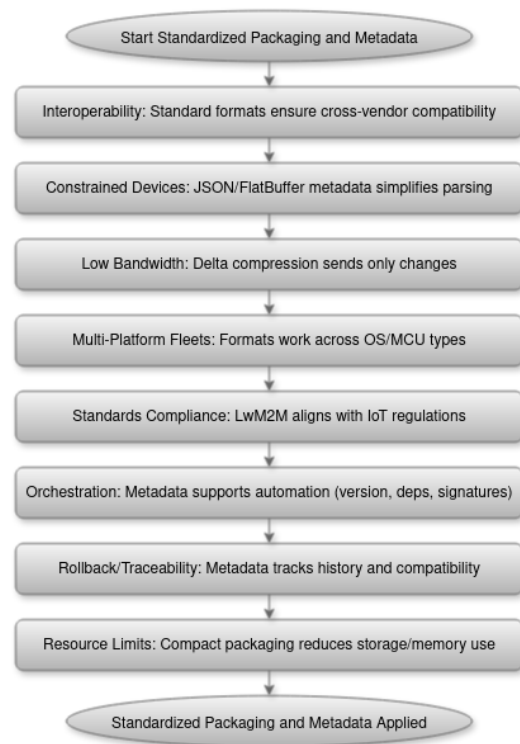 Start Standardized Packaging and Metadata
Interoperability: Standard formats ensure cross-vendor compatibility
Constrained Devices: JSON/FlatBuffer metadata simplifies parsing
Low Bandwidth: Delta compression sends only changes
Multi-Platform Fleets: Formats work across OS/MCU types
Standards Compliance: LwM2M aligns with IoT regulations
Orchestration: Metadata supports automation (version, deps, signatures)
Rollback/Traceability: Metadata tracks history and compatibility
Resource Limits: Compact packaging reduces storage/memory use
Standardized Packaging and Metadata Applied